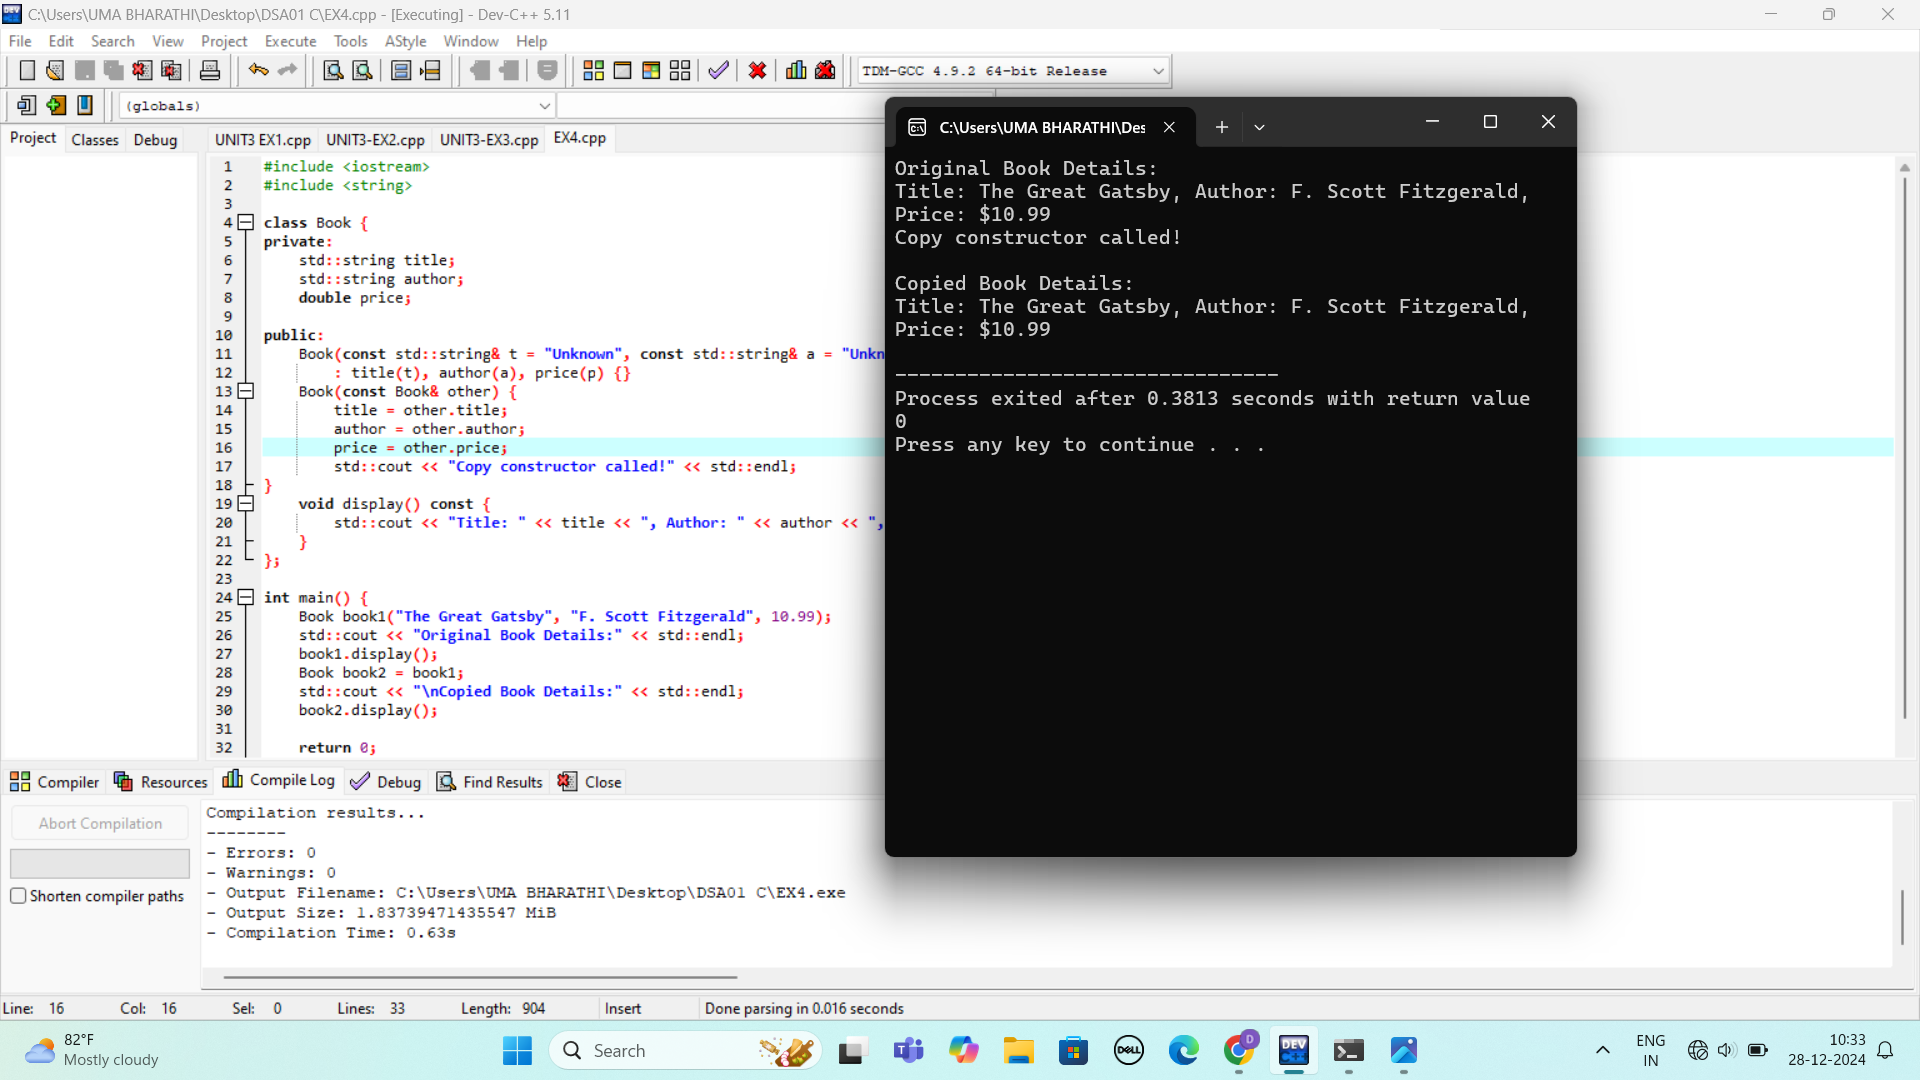 C:\Users\UMA BHARATHI\Desktop\DSA01 C\EX4.cpp - [Executing] - Dev-C++ 5.11
File Edit Search View Project Execute Tools AStyle Window Help
TDM-GCC 4.9.2 64-bit Release
(globals)
Project Classes Debug
UNIT3 EX1.cpp UNIT3-EX2.cpp UNIT3-EX3.cpp EX4.cpp
1 #include <iostream>
2 #include <string>
3
4 class Book {
5 private:
6 std::string title;
7 std::string author;
8 double price;
9
10 public:
11 Book(const std::string& t = "Unknown", const std::string& a = "Unkn
12 : title(t), author(a), price(p) {}
13 Book(const Book& other) {
14 title = other.title;
15 author = other.author;
16 price = other.price;
17 std::cout << "Copy constructor called!" << std::endl;
18 }
19 void display() const {
20 std::cout << "Title: " << title << ", Author: " << author << ",
21 }
22 };
23
24 int main() {
25 Book book1("The Great Gatsby", "F. Scott Fitzgerald", 10.99);
26 std::cout << "Original Book Details:" << std::endl;
27 book1.display();
28 Book book2 = book1;
29 std::cout << "\nCopied Book Details:" << std::endl;
30 book2.display();
31
32 return 0;
C:\Users\UMA BHARATHI\Des
Original Book Details:
Title: The Great Gatsby, Author: F. Scott Fitzgerald,
Price: $10.99
Copy constructor called!
Copied Book Details:
Title: The Great Gatsby, Author: F. Scott Fitzgerald,
Price: $10.99
--------------------------------
Process exited after 0.3813 seconds with return value
0
Press any key to continue . . .
Compiler Resources Compile Log Debug Find Results Close
Abort Compilation
Shorten compiler paths
Compilation results...
--------
- Errors: 0
- Warnings: 0
- Output Filename: C:\Users\UMA BHARATHI\Desktop\DSA01 C\EX4.exe
- Output Size: 1.83739471435547 MiB
- Compilation Time: 0.63s
Line: 16 Col: 16 Sel: 0 Lines: 33 Length: 904 Insert Done parsing in 0.016 seconds
82°F
Mostly cloudy
Search
DELL
D
DEV
ENG
IN
10:33
28-12-2024